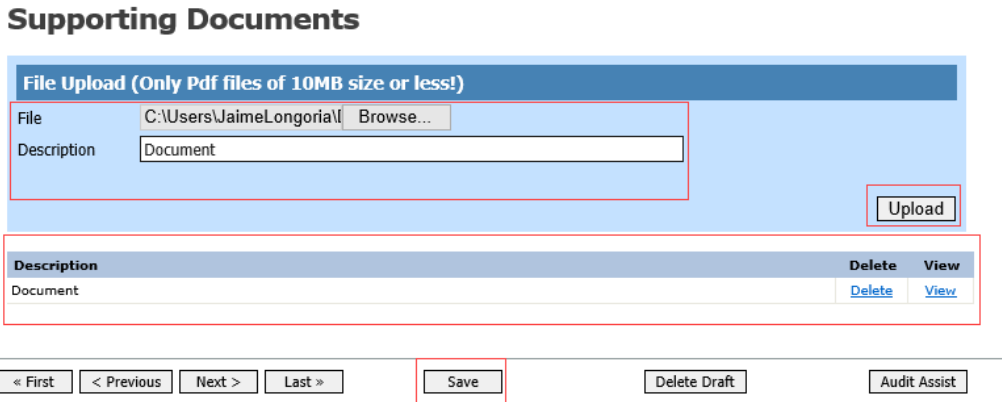 Supporting Documents
File Upload (Only Pdf files of 10MB size or less!)
File C:\Users\JaimeLongoria\ Browse...
Description Document
Upload
Description Delete View
Document Delete View
« First < Previous Next > Last » Save Delete Draft Audit Assist